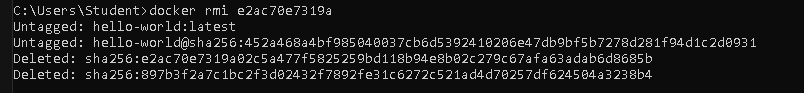 C:\Users\Student>docker rmi e2ac70e7319a
Untagged: hello-world:latest
Untagged: hello-world@sha256:452a468a4bf985040037cb6d5392410206e47db9bf5b7278d281f94d1c2d0931
Deleted: sha256:e2ac70e7319a02c5a477f5825259bd118b94e8b02c279c67afa63adab6d8685b
Deleted: sha256:897b3f2a7c1bc2f3d02432f7892fe31c6272c521ad4d70257df624504a3238b4